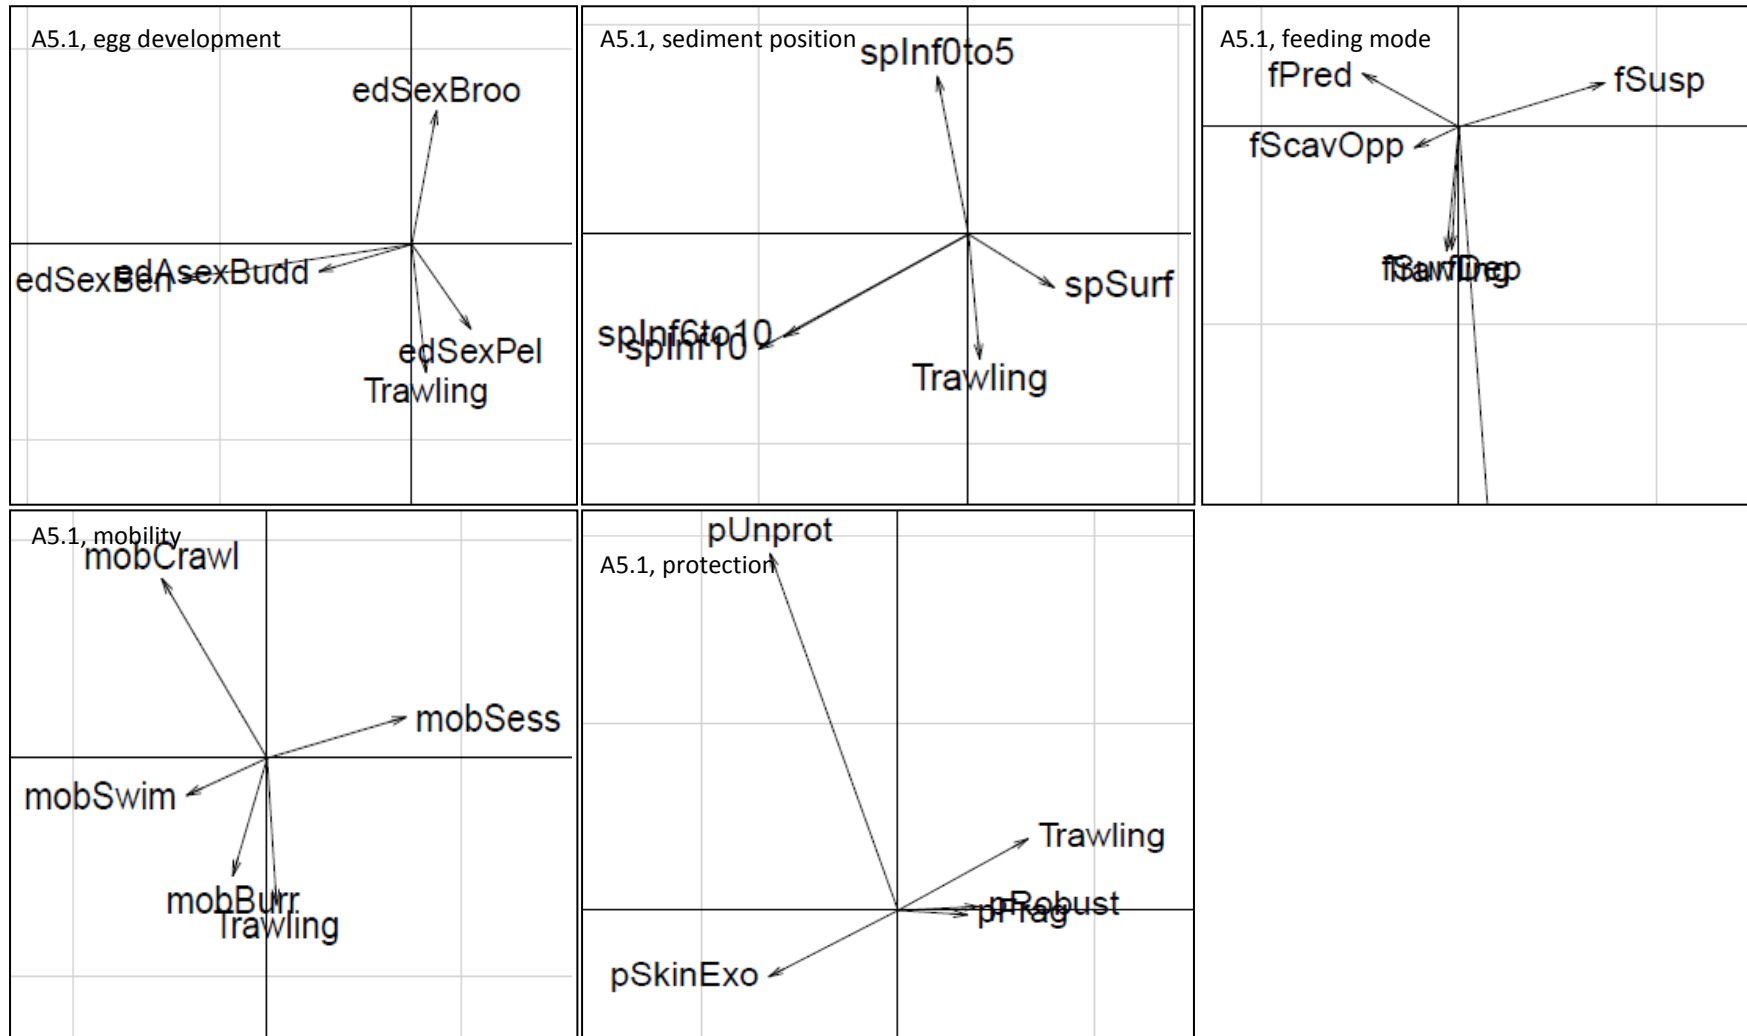 A5.1, egg development
edSexBroo
edSexBen
edAsexBudd
edSexPel
Trawling
A5.1, sediment position
spInf0to5
spSurf
spInf6to10
spInf10
Trawling
A5.1, feeding mode
fPred
fSusp
fScavOpp
fSurfDep
Trawling
A5.1, mobility
mobCrawl
mobSess
mobSwim
mobBurr
Trawling
pUnprot
A5.1, protection
Trawling
pRobust
pFrag
pSkinExo